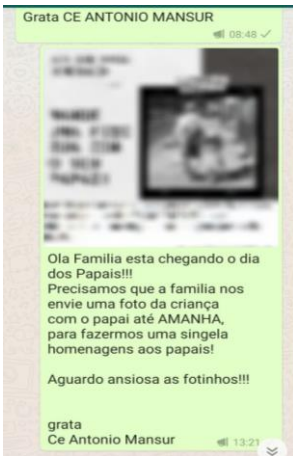 Grata CE ANTONIO MANSUR
08:48
Ola Familia esta chegando o dia
dos Papais!!!
Precisamos que a familia nos
envie uma foto da criança
com o papai até AMANHA,
para fazermos uma singela
homenagens aos papais!
Aguardo ansiosa as fotinhos!!!
grata
Ce Antonio Mansur
13:21